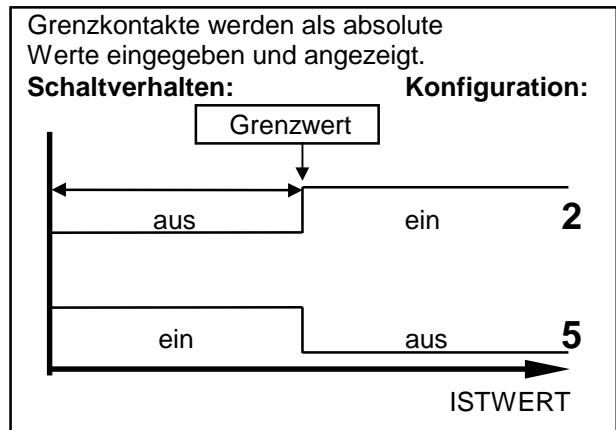 Grenzkontakte werden als absolute
Werte eingegeben und angezeigt.
Schaltverhalten: Konfiguration:
Grenzwert
aus ein 2
ein aus 5
ISTWERT